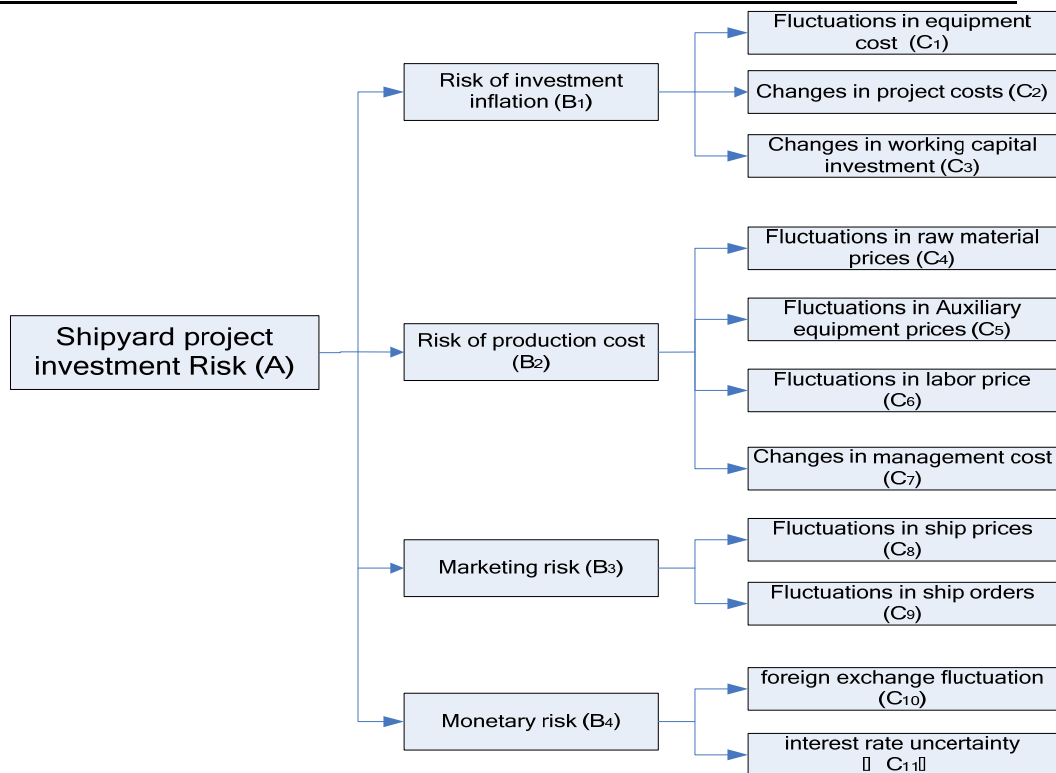 Shipyard project
investment Risk (A)
Risk of investment
inflation (B₁)
Fluctuations in equipment
cost (C₁)
Changes in project costs (C₂)
Changes in working capital
investment (C₃)
Risk of production cost
(B₂)
Fluctuations in raw material
prices (C₄)
Fluctuations in Auxiliary
equipment prices (C₅)
Fluctuations in labor price
(C₆)
Changes in management cost
(C₇)
Marketing risk (B₃)
Fluctuations in ship prices
(C₈)
Fluctuations in ship orders
(C₉)
Monetary risk (B₄)
foreign exchange fluctuation
(C₁₀)
interest rate uncertainty
▯ C₁₁▯